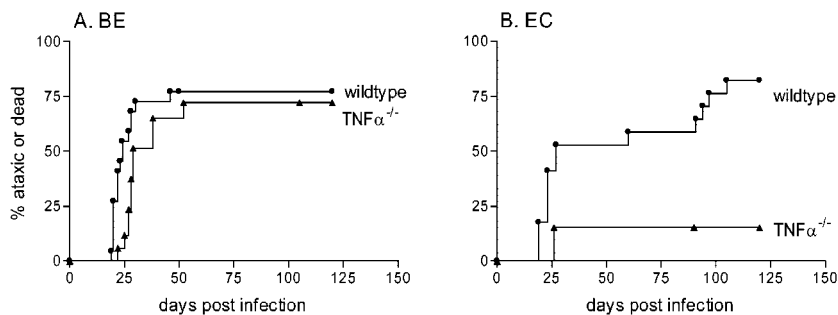 A. BE
B. EC
% ataxic or dead
100
75
50
25
0
wildtype
TNFα⁻/⁻
0 25 50 75 100 125 150
days post infection
100
75
50
25
0
wildtype
TNFα⁻/⁻
0 25 50 75 100 125 150
days post infection